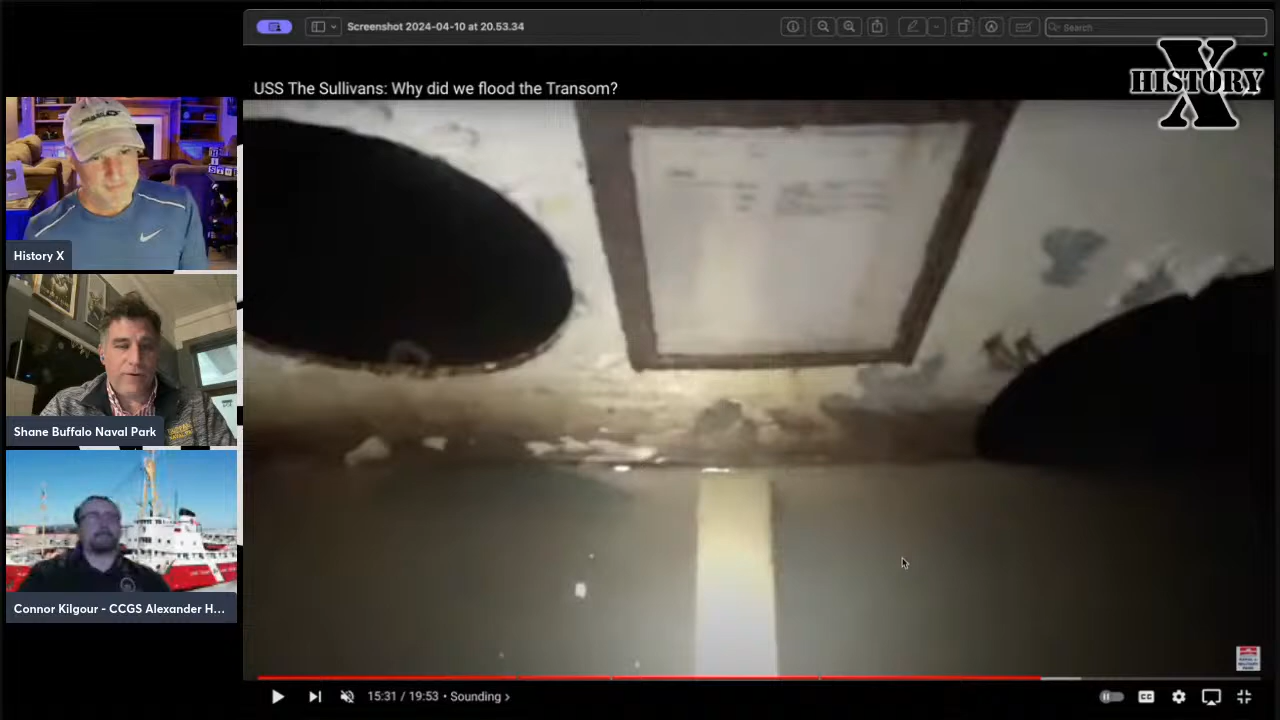 Screenshot 2024-04-10 at 20.53.34
Search
HISTORY
X
USS The Sullivans: Why did we flood the Transom?
History X
Shane Buffalo Naval Park
Connor Kilgour - CCGS Alexander H...
15:31 / 19:53 • Sounding >
CC